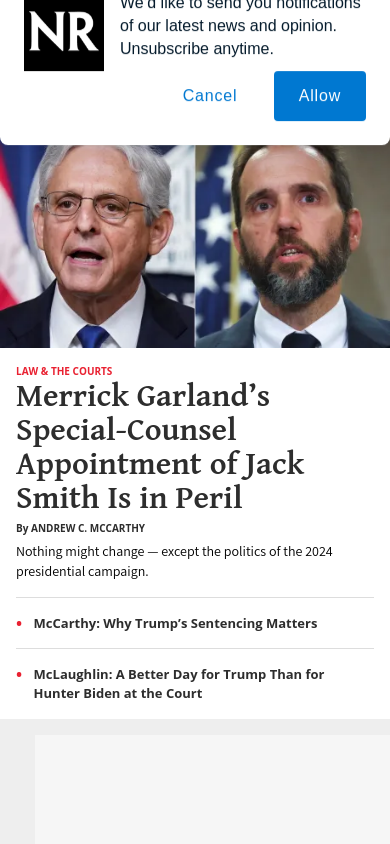 We'd like to send you notifications
NR
of our latest news and opinion.
Unsubscribe anytime.
Cancel
Allow
LAW & THE COURTS
Merrick Garland’s
Special-Counsel
Appointment of Jack
Smith Is in Peril
By ANDREW C. MCCARTHY
Nothing might change — except the politics of the 2024
presidential campaign.
• McCarthy: Why Trump’s Sentencing Matters
• McLaughlin: A Better Day for Trump Than for
Hunter Biden at the Court